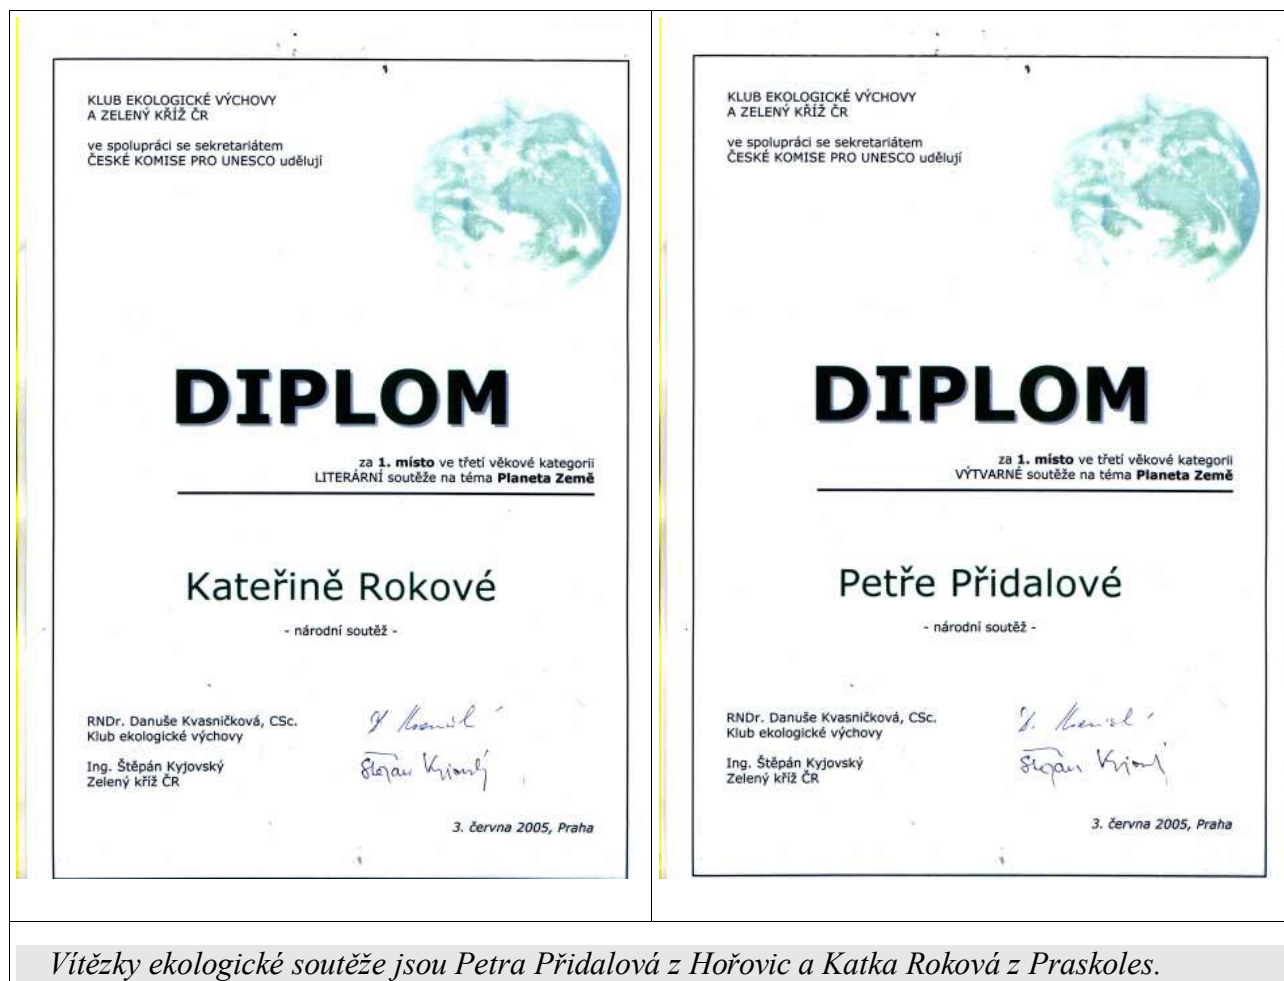 KLUB EKOLOGICKÉ VÝCHOVY
A ZELENÝ KŘÍŽ ČR
ve spolupráci se sekretariátem
ČESKÉ KOMISE PRO UNESCO udělují
DIPLOM
za 1. místo ve třetí věkové kategorii
LITERÁRNÍ soutěže na téma Planeta Země
Kateřině Rokové
- národní soutěž -
RNDr. Danuše Kvasničková, CSc.
Klub ekologické výchovy
Ing. Štěpán Kyjovský
Zelený kříž ČR
3. června 2005, Praha
KLUB EKOLOGICKÉ VÝCHOVY
A ZELENÝ KŘÍŽ ČR
ve spolupráci se sekretariátem
ČESKÉ KOMISE PRO UNESCO udělují
DIPLOM
za 1. místo ve třetí věkové kategorii
VÝTVARNÉ soutěže na téma Planeta Země
Petře Přidalové
- národní soutěž -
RNDr. Danuše Kvasničková, CSc.
Klub ekologické výchovy
Ing. Štěpán Kyjovský
Zelený kříž ČR
3. června 2005, Praha
Vítězky ekologické soutěže jsou Petra Přidalová z Hořovic a Katka Roková z Praskoles.